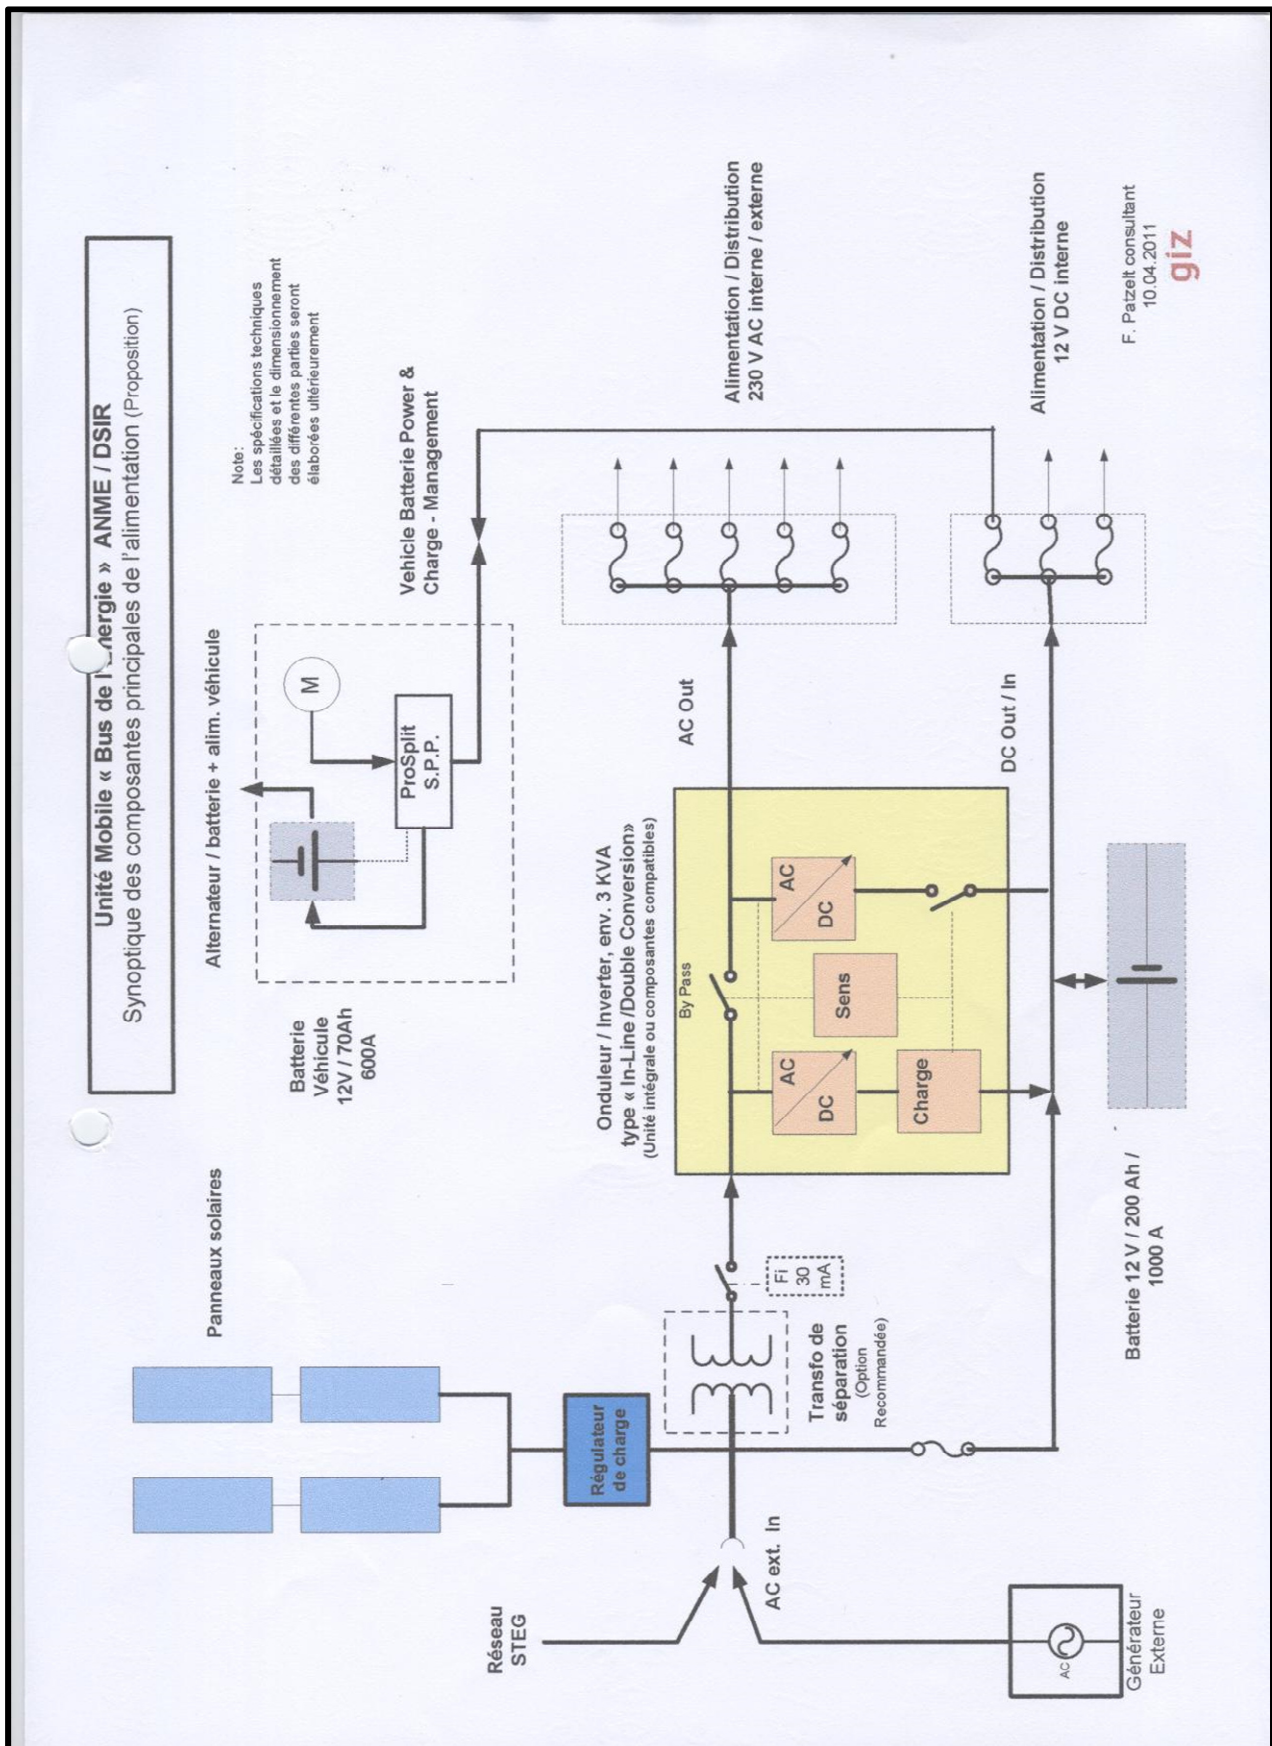 Unité Mobile « Bus de l'Energie » ANME / DSIR
Synoptique des composantes principales de l'alimentation (Proposition)
Note:
Les spécifications techniques
détaillées et le dimensionnement
des différentes parties seront
élaborées ultérieurement
Panneaux solaires
Alternateur / batterie + alim. véhicule
Batterie
Véhicule
12V / 70Ah
600A
M
ProSplit
S.P.P.
Vehicle Batterie Power &
Charge - Management
Réseau
STEG
Régulateur
de charge
Onduleur / Inverter, env. 3 KVA
type « In-Line /Double Conversion»
(Unité intégrale ou composantes compatibles)
By Pass
AC Out
Alimentation / Distribution
230 V AC interne / externe
AC ext. In
Fi
30
mA
Transfo de
séparation
(Option
Recommandée)
AC
DC
Sens
AC
DC
Charge
DC Out / In
Alimentation / Distribution
12 V DC interne
AC
Générateur
Externe
Batterie 12 V / 200 Ah /
1000 A
F. Patzelt consultant
10.04.2011
giz